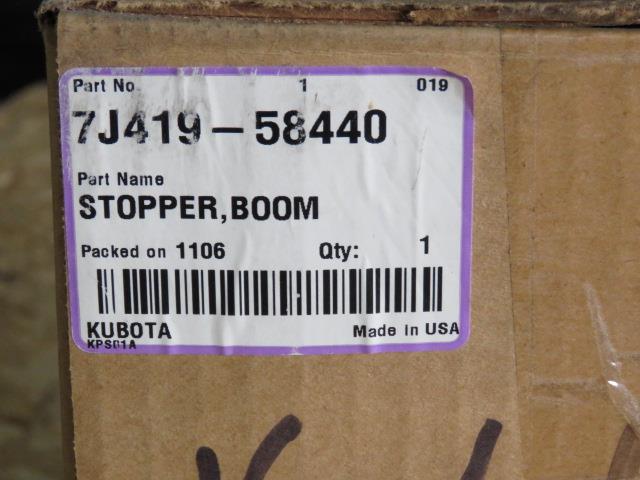 Part No 1 019
7J419-58440
Part Name
STOPPER,BOOM
Packed on 1106 Qty: 1
KUBOTA Made in USA
KPS01A